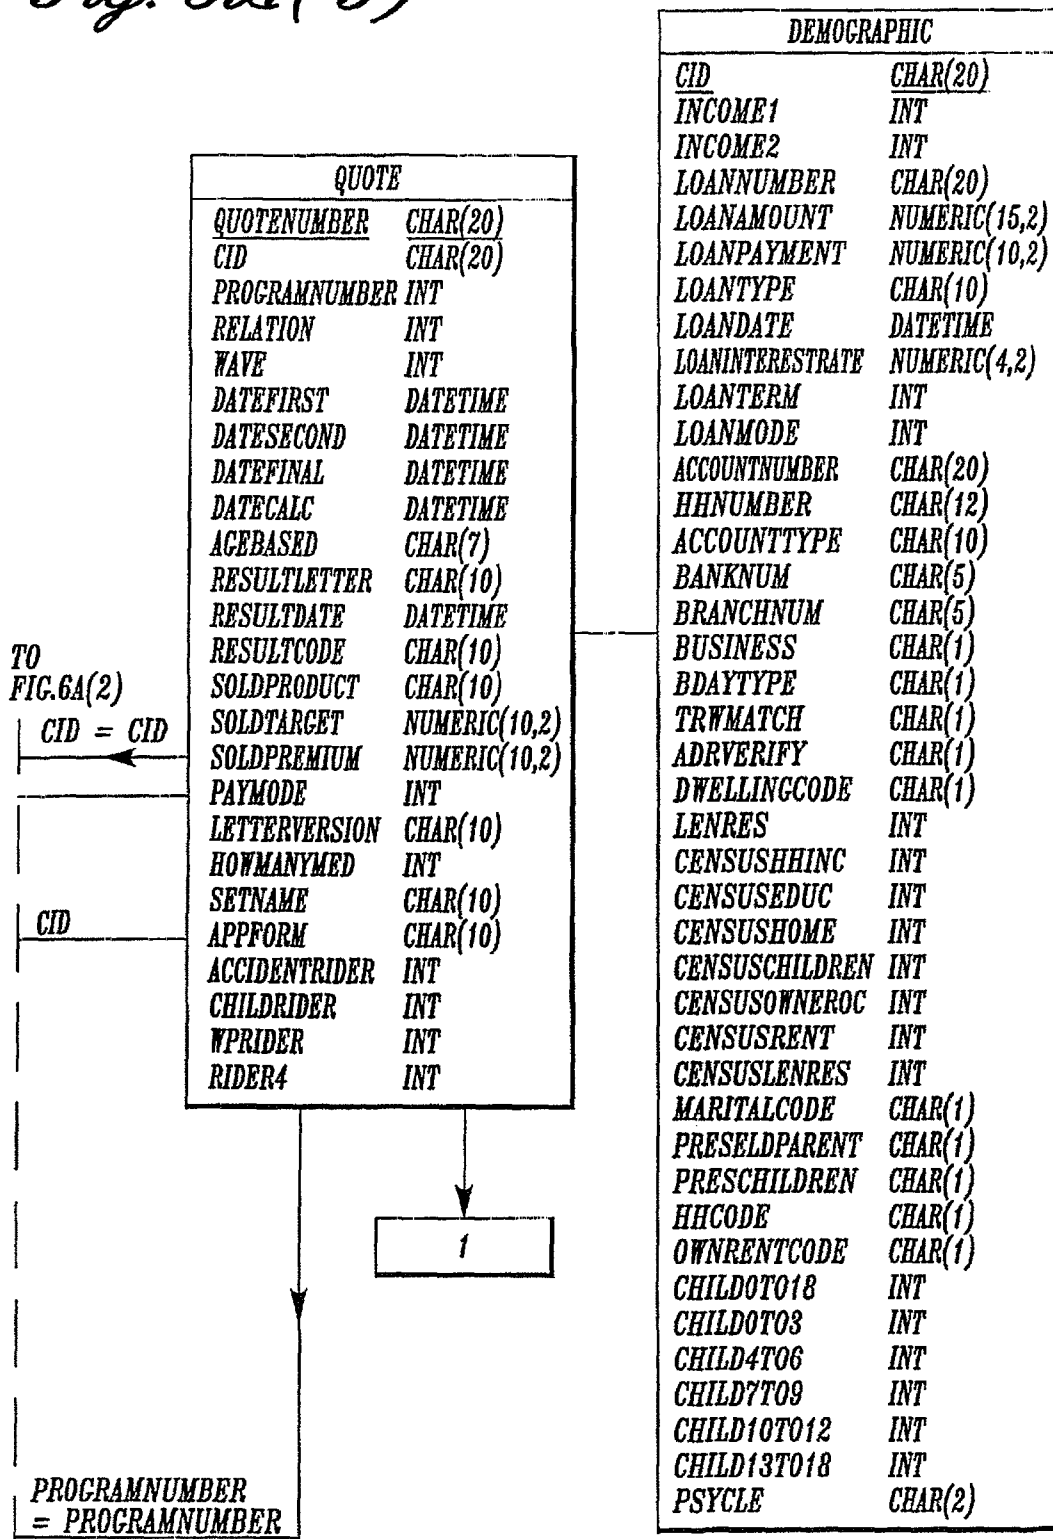 Fig. 6A(3)
DEMOGRAPHIC
CID CHAR(20)
INCOME1 INT
INCOME2 INT
LOANNUMBER CHAR(20)
LOANAMOUNT NUMERIC(15,2)
LOANPAYMENT NUMERIC(10,2)
LOANTYPE CHAR(10)
LOANDATE DATETIME
LOANINTERESTRATE NUMERIC(4,2)
LOANTERM INT
LOANMODE INT
ACCOUNTNUMBER CHAR(20)
HHNUMBER CHAR(12)
ACCOUNTTYPE CHAR(10)
BANKNUM CHAR(5)
BRANCHNUM CHAR(5)
BUSINESS CHAR(1)
BDAYTYPE CHAR(1)
TRWMATCH CHAR(1)
ADRVERIFY CHAR(1)
DWELLINGCODE CHAR(1)
LENRES INT
CENSUSHHINC INT
CENSUSEDUC INT
CENSUSHOME INT
CENSUSCHILDREN INT
CENSUSOWNEROC INT
CENSUSRENT INT
CENSUSLENRES INT
MARITALCODE CHAR(1)
PRESELDPARENT CHAR(1)
PRESCHILDREN CHAR(1)
HHCODE CHAR(1)
OWNRENTCODE CHAR(1)
CHILD0TO18 INT
CHILD0TO3 INT
CHILD4TO6 INT
CHILD7TO9 INT
CHILD10TO12 INT
CHILD13TO18 INT
PSYCLE CHAR(2)
QUOTE
QUOTENUMBER CHAR(20)
CID CHAR(20)
PROGRAMNUMBER INT
RELATION INT
WAVE INT
DATEFIRST DATETIME
DATESECOND DATETIME
DATEFINAL DATETIME
DATECALC DATETIME
AGEBASED CHAR(7)
RESULTLETTER CHAR(10)
RESULTDATE DATETIME
RESULTCODE CHAR(10)
SOLDPRODUCT CHAR(10)
SOLDTARGET NUMERIC(10,2)
SOLDPREMIUM NUMERIC(10,2)
PAYMODE INT
LETTERVERSION CHAR(10)
HOWMANYMED INT
SETNAME CHAR(10)
APPFORM CHAR(10)
ACCIDENTRIDER INT
CHILDRIDER INT
WPRIDER INT
RIDER4 INT
TO
FIG.6A(2)
CID = CID
CID
1
PROGRAMNUMBER
= PROGRAMNUMBER